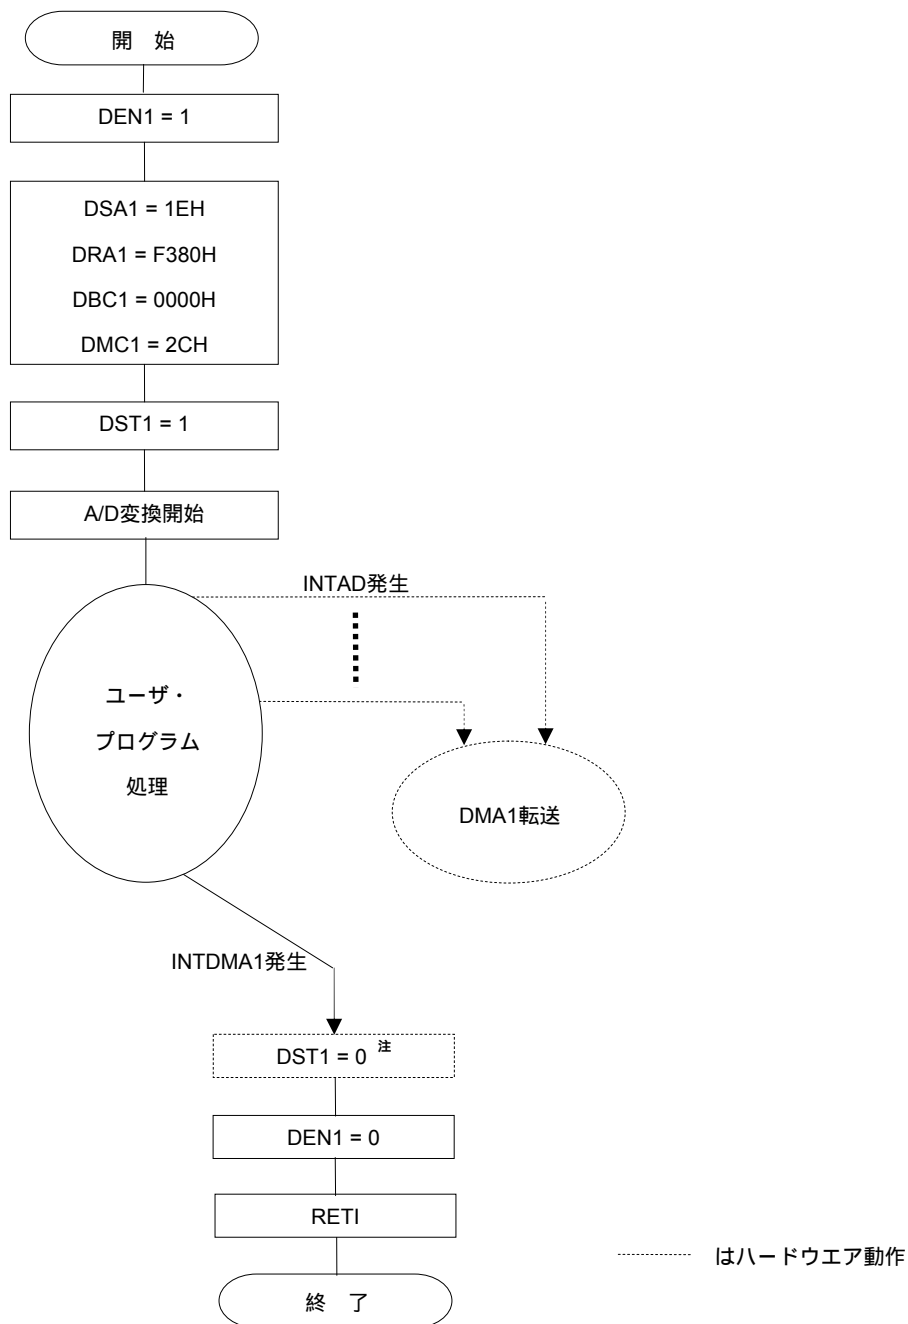 開 始
DEN1 = 1
DSA1 = 1EH
DRA1 = F380H
DBC1 = 0000H
DMC1 = 2CH
DST1 = 1
A/D変換開始
INTAD発生
ユーザ・
プログラム
処理
DMA1転送
INTDMA1発生
DST1 = 0 注
DEN1 = 0
RETI
はハードウエア動作
終 了